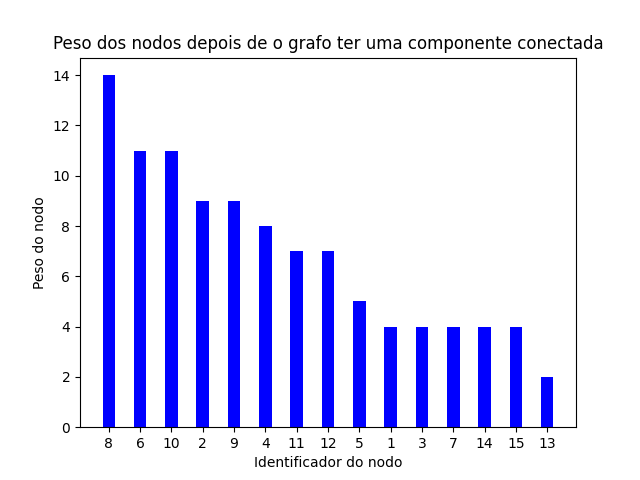 Peso dos nodos depois de o grafo ter uma componente conectada
14
12
10
8
6
4
2
0
Peso do nodo
8 6 10 2 9 4 11 12 5 1 3 7 14 15 13
Identificador do nodo